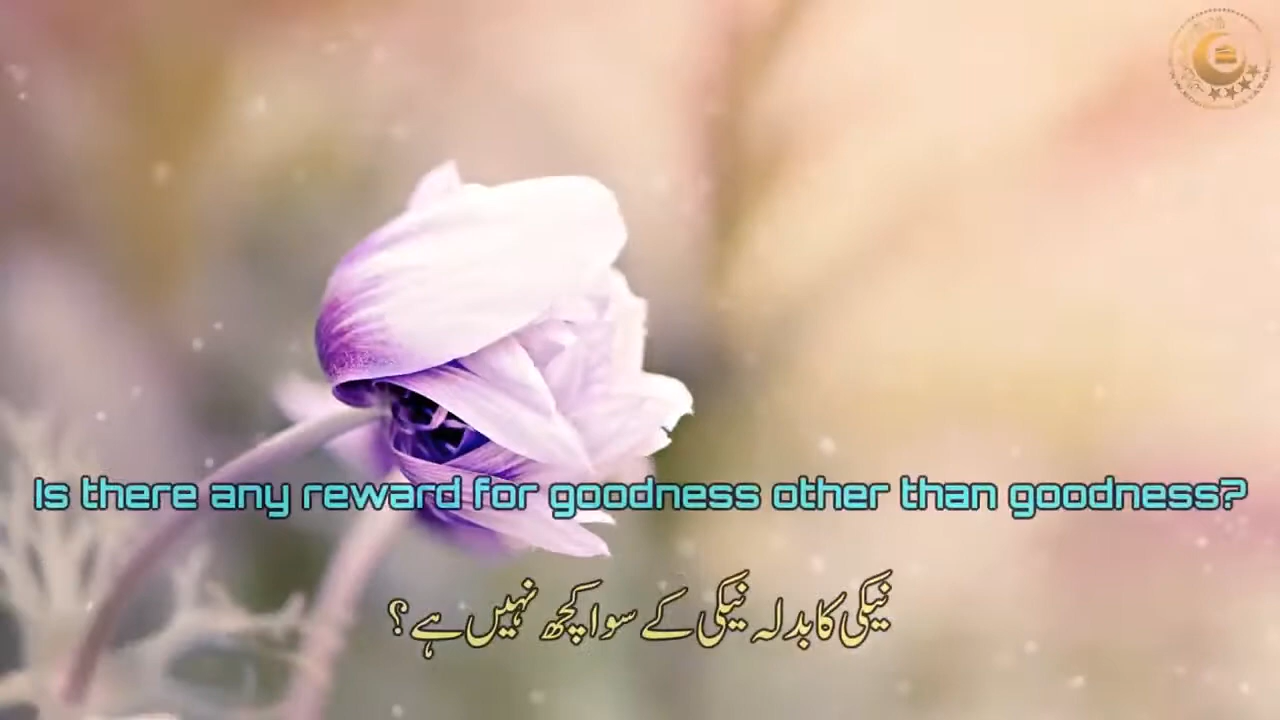 Is there any reward for goodness other than goodness?
نیکی کا بدلہ نیکی کے سوا کچھ نہیں ہے؟